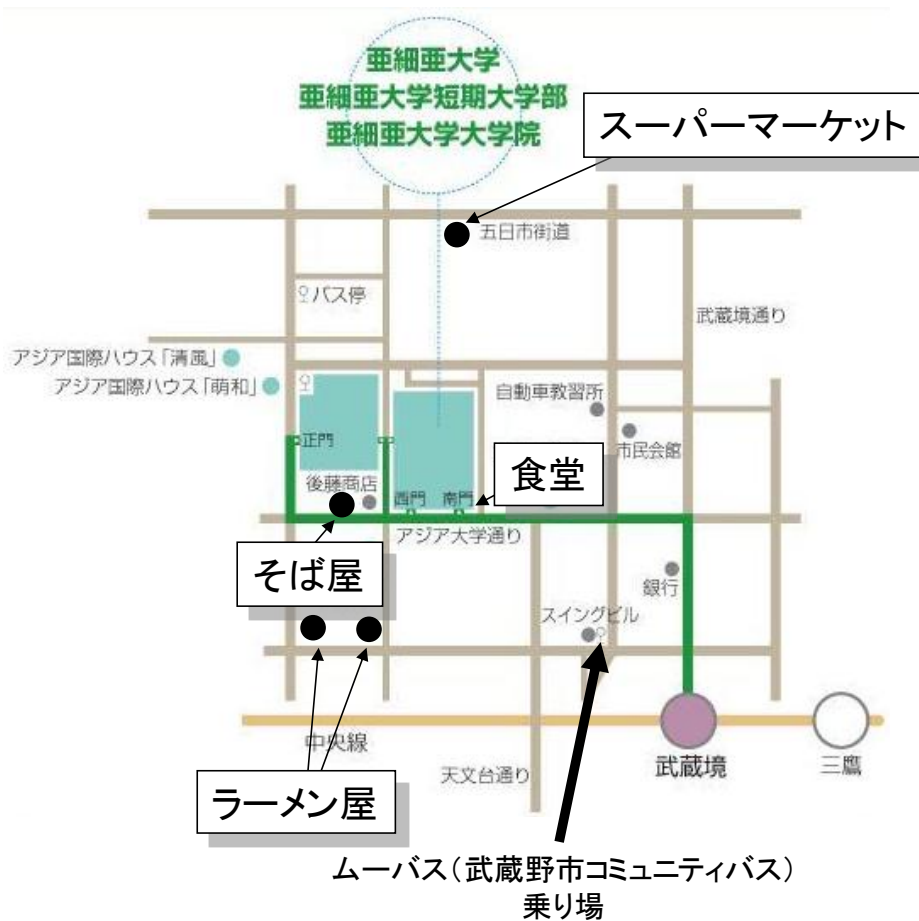 亜細亜大学
亜細亜大学短期大学部
亜細亜大学大学院
スーパーマーケット
五日市街道
バス停
武蔵境通り
アジア国際ハウス「清風」
アジア国際ハウス「萌和」
自動車教習所
正門
市民会館
食堂
後藤商店
西門
南門
アジア大学通り
そば屋
銀行
スイングビル
中央線
武蔵境
三鷹
天文台通り
ラーメン屋
ムーバス(武蔵野市コミュニティバス)
乗り場